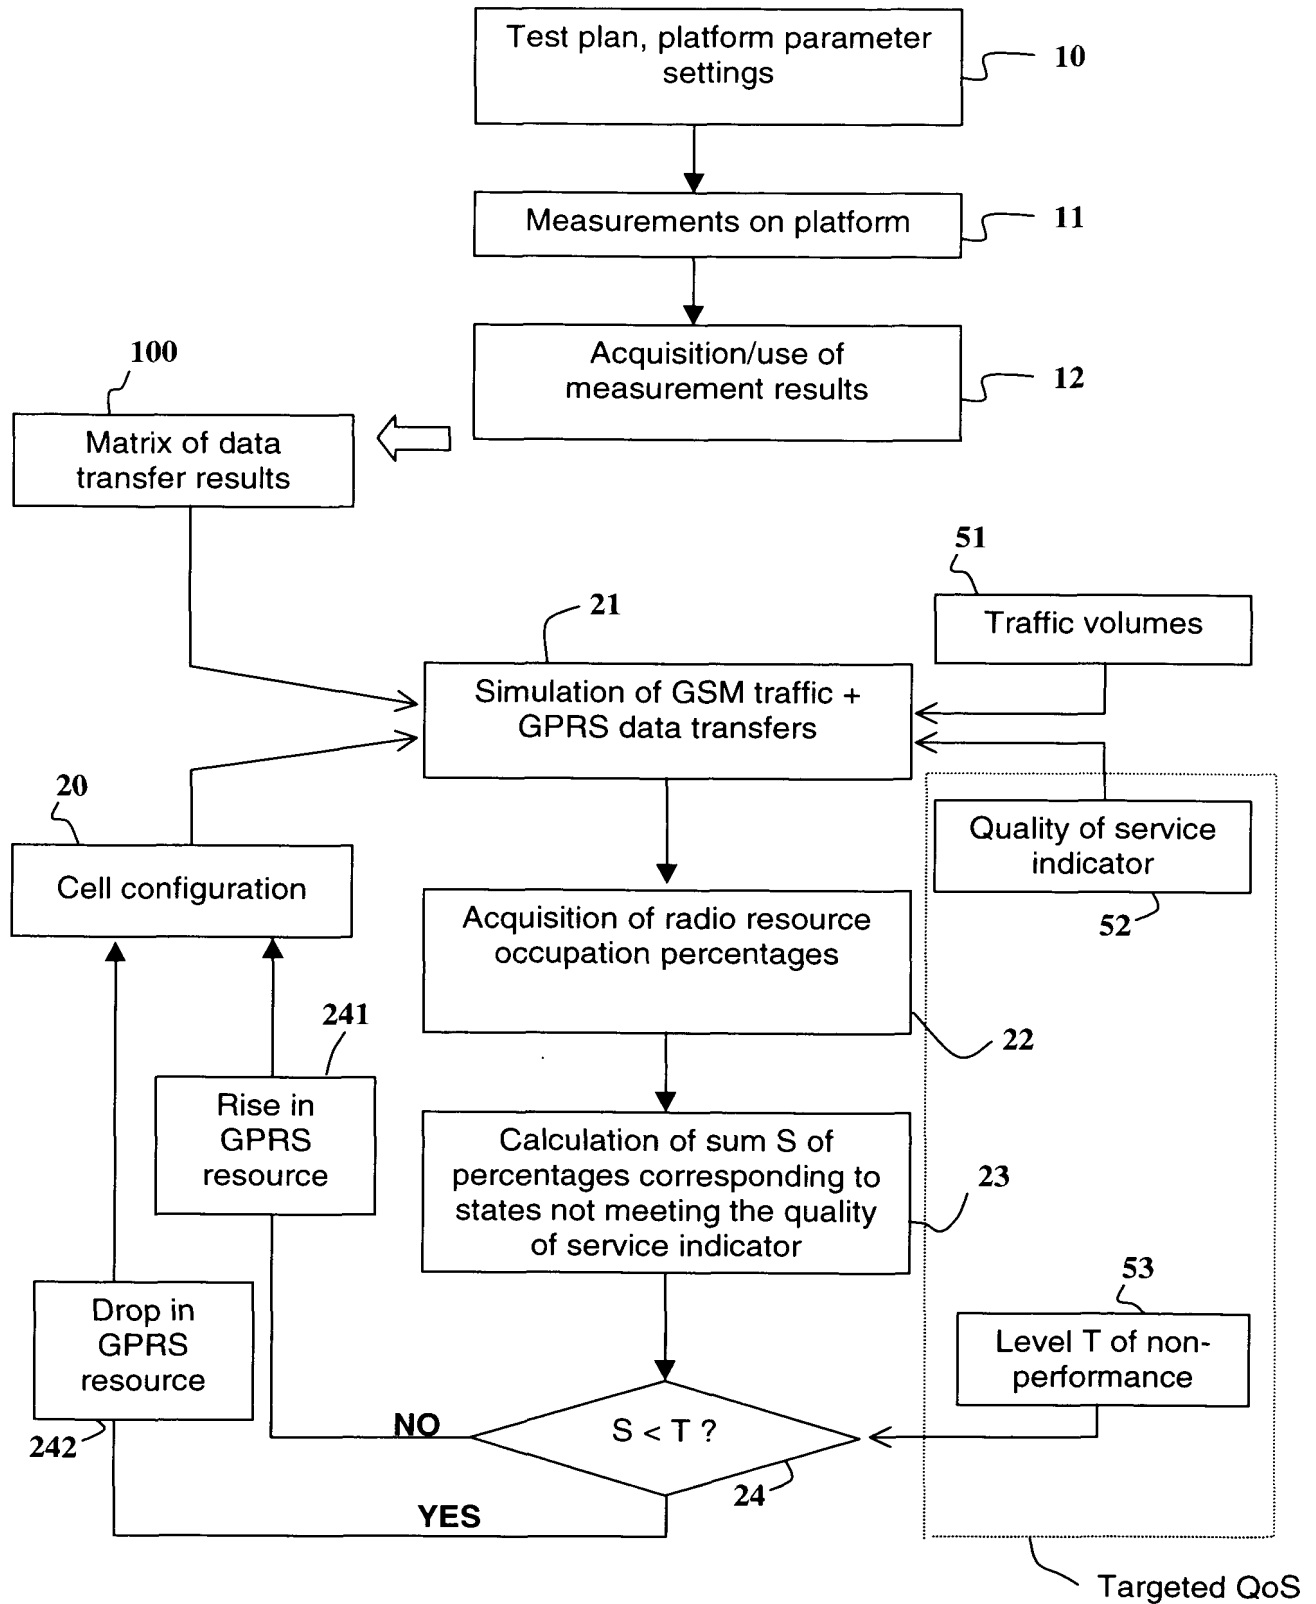 Test plan, platform parameter
settings
10
Measurements on platform
11
Acquisition/use of
measurement results
12
100
Matrix of data
transfer results
51
Traffic volumes
21
Simulation of GSM traffic +
GPRS data transfers
20
Cell configuration
Quality of service
indicator
52
Acquisition of radio resource
occupation percentages
22
241
Rise in
GPRS
resource
Calculation of sum S of
percentages corresponding to
states not meeting the quality
of service indicator
23
Drop in
GPRS
resource
242
53
Level T of non-
performance
NO
S < T ?
24
YES
Targeted QoS